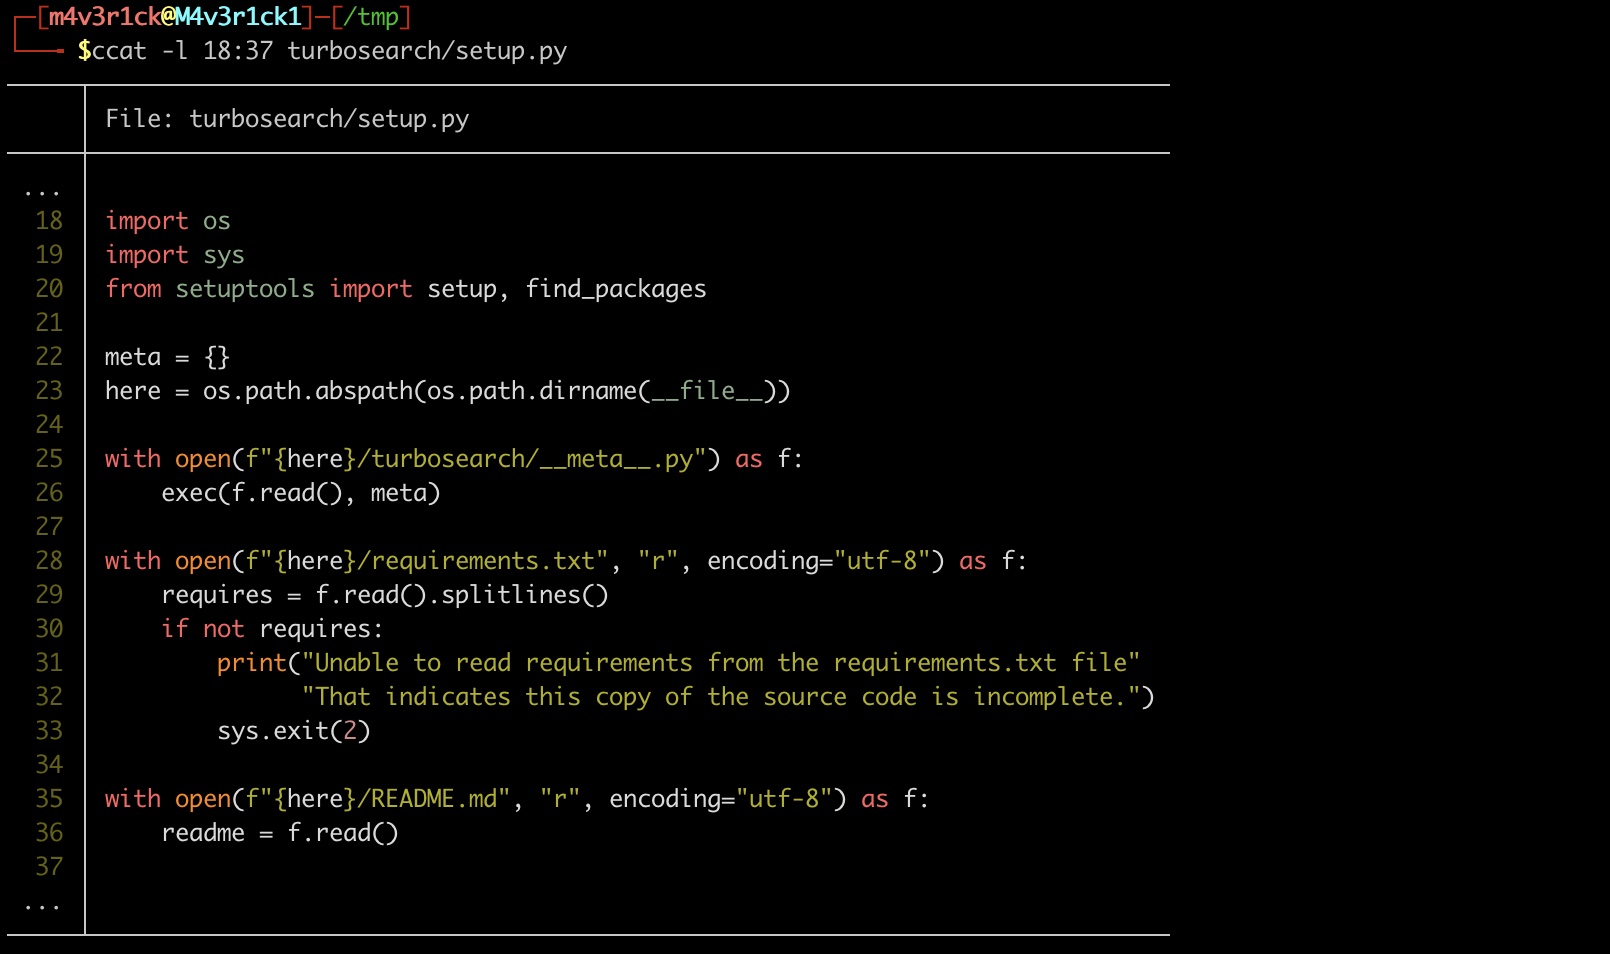 [m4v3r1ck@M4v3r1ck1]-[/tmp]
$ccat -l 18:37 turbosearch/setup.py
File: turbosearch/setup.py
...
18 import os
19 import sys
20 from setuptools import setup, find_packages
21
22 meta = {}
23 here = os.path.abspath(os.path.dirname(__file__))
24
25 with open(f"{here}/turbosearch/__meta__.py") as f:
26     exec(f.read(), meta)
27
28 with open(f"{here}/requirements.txt", "r", encoding="utf-8") as f:
29     requires = f.read().splitlines()
30     if not requires:
31         print("Unable to read requirements from the requirements.txt file"
32               "That indicates this copy of the source code is incomplete.")
33         sys.exit(2)
34
35 with open(f"{here}/README.md", "r", encoding="utf-8") as f:
36     readme = f.read()
37
...